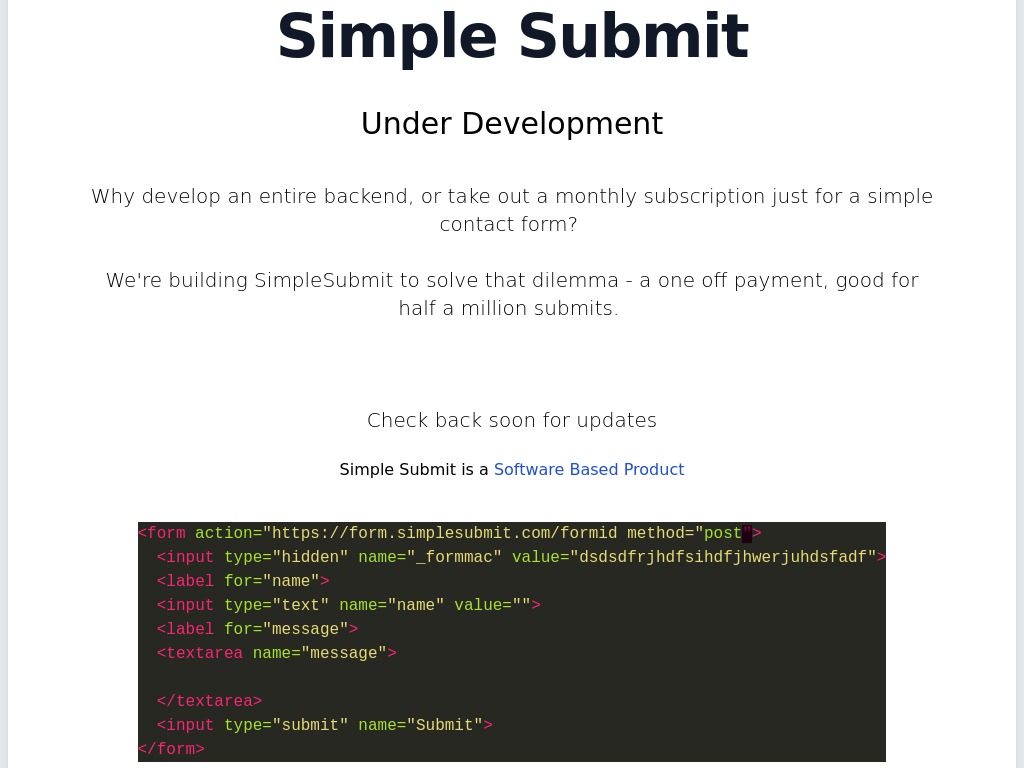 Simple Submit
Under Development
Why develop an entire backend, or take out a monthly subscription just for a simple
contact form?
We're building SimpleSubmit to solve that dilemma - a one off payment, good for
half a million submits.
Check back soon for updates
Simple Submit is a Software Based Product
<form action="https://form.simplesubmit.com/formid method="post">
<input type="hidden" name="_formmac" value="dsdsdfrjhdfsihdfjhwerjuhdsfadf">
<label for="name">
<input type="text" name="name" value="">
<label for="message">
<textarea name="message">
</textarea>
<input type="submit" name="Submit">
</form>